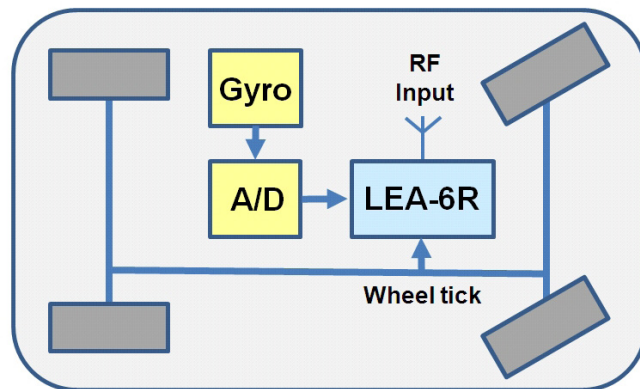 Gyro
RF
Input
A/D
LEA-6R
Wheel tick